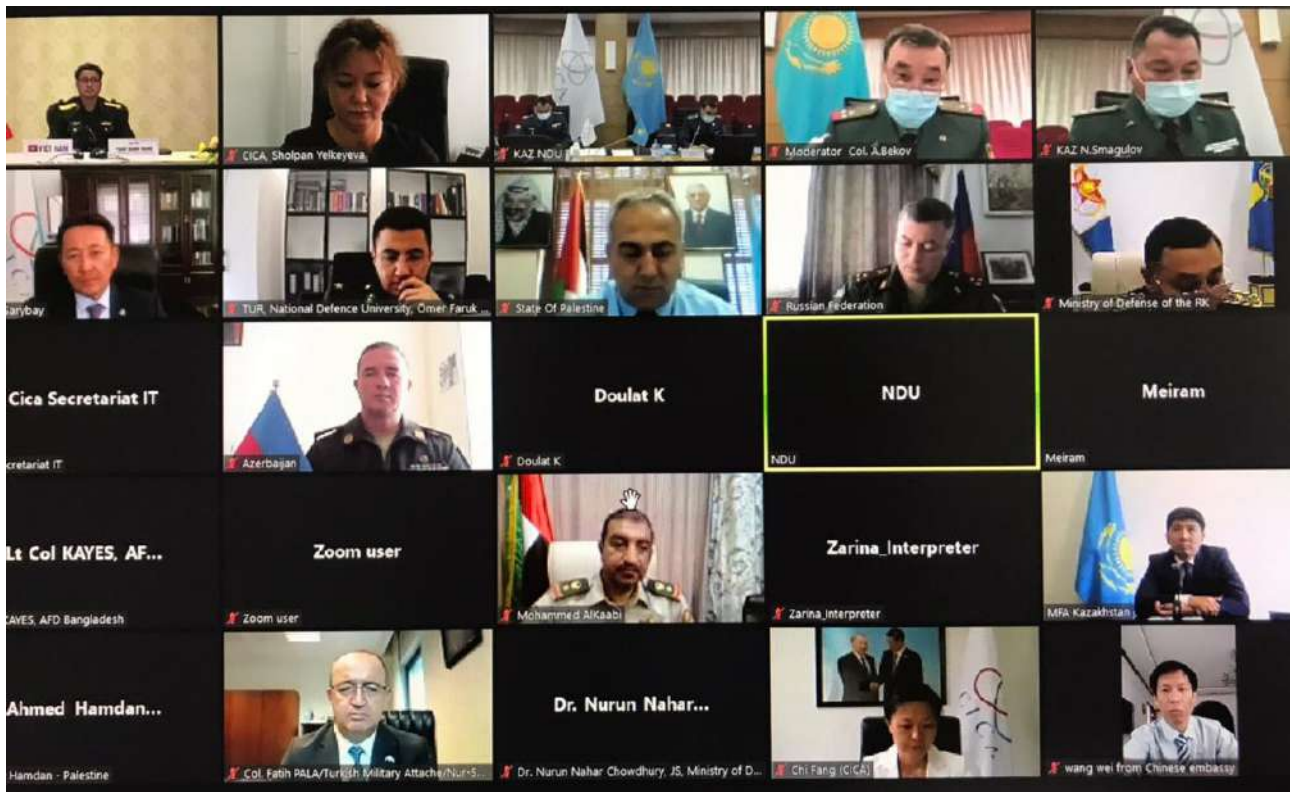 VIET NAM
CICA, Sholpan Yelkeyeva
KAZ NDU
Moderator Col. A.Bekov
KAZ N.Smagulov
Sarybay
TUR, National Defence University, Omer Faruk ...
State Of Palestine
Russian Federation
Ministry of Defense of the RK
Cica Secretariat IT
cretariat IT
Azerbaijan
Doulat K
Doulat K
NDU
NDU
Meiram
Meiram
Lt Col KAYES, AF...
KAYES, AFD Bangladesh
Zoom user
Zoom user
Mohammed AlKaabi
Zarina_Interpreter
Zarina_Interpreter
MFA Kazakhstan
Ahmed Hamdan...
Hamdan - Palestine
Col. Fatih PALA/Turkish Military Attache/Nur-S...
Dr. Nurun Nahar...
Dr. Nurun Nahar Chowdhury, JS, Ministry of D...
CICA
Chi Fang (CICA)
wang wei from Chinese embassy